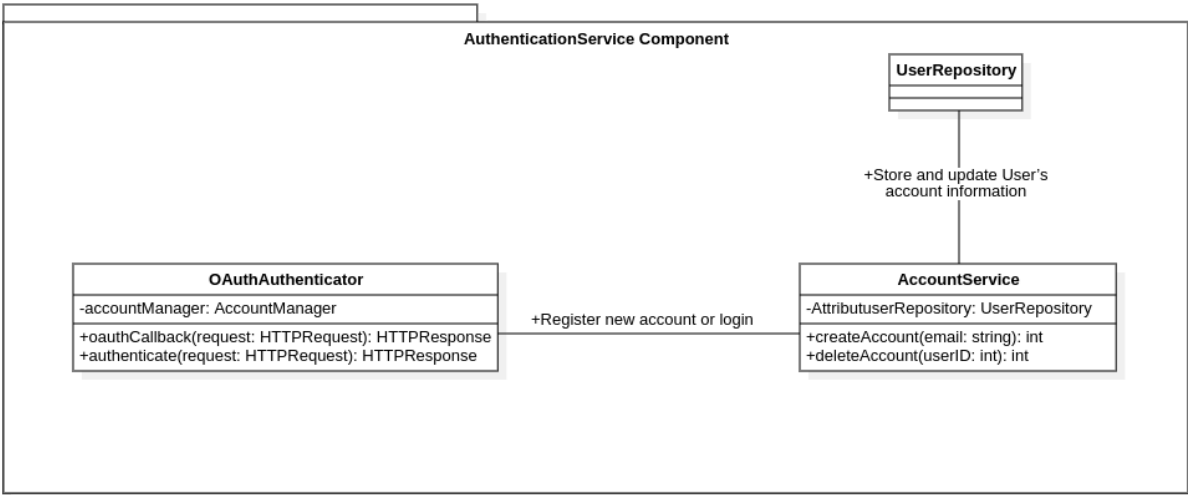 AuthenticationService Component
UserRepository
+Store and update User’s
account information
OAuthAuthenticator
-accountManager: AccountManager
+oauthCallback(request: HTTPRequest): HTTPResponse
+authenticate(request: HTTPRequest): HTTPResponse
+Register new account or login
AccountService
-AttributuserRepository: UserRepository
+createAccount(email: string): int
+deleteAccount(userID: int): int